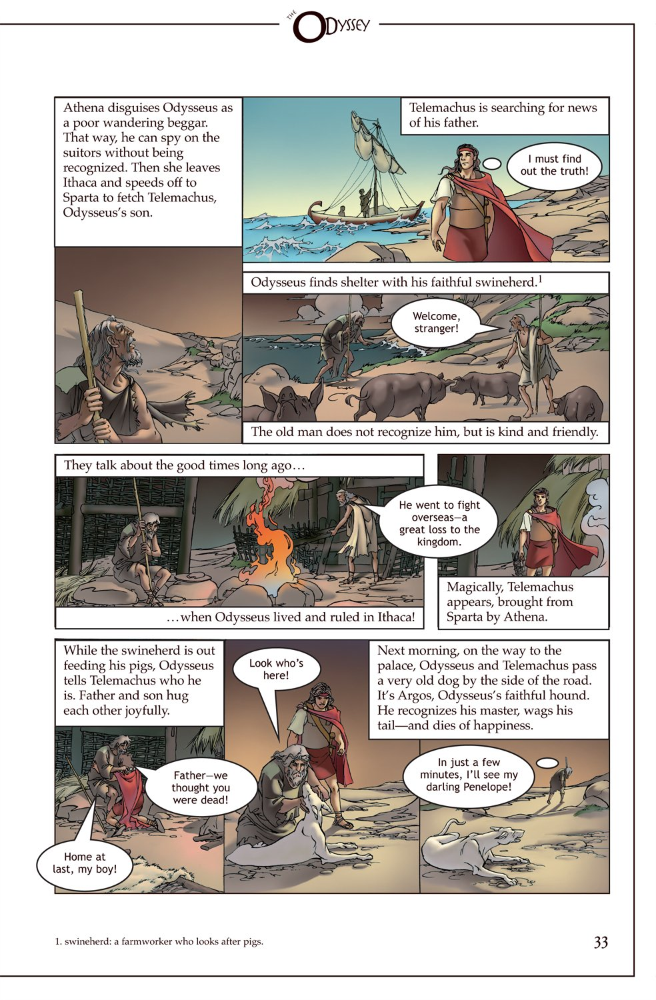 THE ODYSSEY
Athena disguises Odysseus as
a poor wandering beggar.
That way, he can spy on the
suitors without being
recognized. Then she leaves
Ithaca and speeds off to
Sparta to fetch Telemachus,
Odysseus's son.
Telemachus is searching for news
of his father.
I must find
out the truth!
Odysseus finds shelter with his faithful swineherd.1
Welcome,
stranger!
The old man does not recognize him, but is kind and friendly.
They talk about the good times long ago...
He went to fight
overseas—a
great loss to the
kingdom.
...when Odysseus lived and ruled in Ithaca!
Magically, Telemachus
appears, brought from
Sparta by Athena.
While the swineherd is out
feeding his pigs, Odysseus
tells Telemachus who he
is. Father and son hug
each other joyfully.
Father—we
thought you
were dead!
Home at
last, my boy!
Look who's
here!
Next morning, on the way to the
palace, Odysseus and Telemachus pass
a very old dog by the side of the road.
It's Argos, Odysseus's faithful hound.
He recognizes his master, wags his
tail—and dies of happiness.
In just a few
minutes, I'll see my
darling Penelope!
1. swineherd: a farmworker who looks after pigs.
33